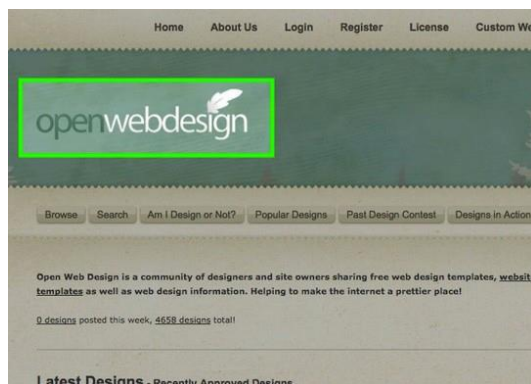 Home About Us Login Register License Custom We
openwebdesign
Browse Search Am I Design or Not? Popular Designs Past Design Contest Designs in Action
Open Web Design is a community of designers and site owners sharing free web design templates, website
templates as well as web design information. Helping to make the internet a prettier place!
0 designs posted this week, 4658 designs total!
Latest Designs - Recently Approved Designs